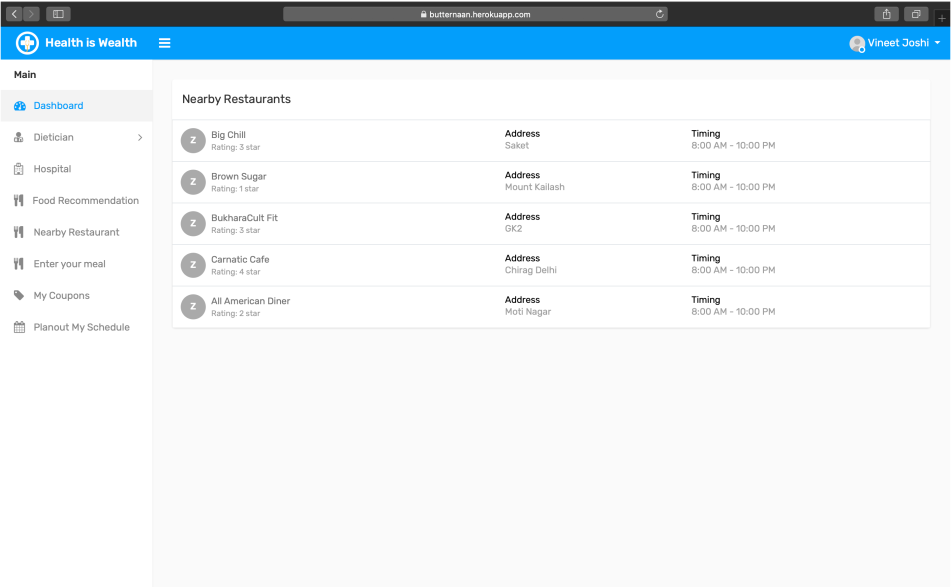 butternaan.herokuapp.com
Health is Wealth
Vineet Joshi
Main
Dashboard
Dietician
Hospital
Food Recommendation
Nearby Restaurant
Enter your meal
My Coupons
Planout My Schedule
Nearby Restaurants
Z Big Chill Address Timing
Rating: 3 star Saket 8:00 AM - 10:00 PM
Z Brown Sugar Address Timing
Rating: 1 star Mount Kailash 8:00 AM - 10:00 PM
Z BukharaCult Fit Address Timing
Rating: 3 star GK2 8:00 AM - 10:00 PM
Z Carnatic Cafe Address Timing
Rating: 4 star Chirag Delhi 8:00 AM - 10:00 PM
Z All American Diner Address Timing
Rating: 2 star Moti Nagar 8:00 AM - 10:00 PM